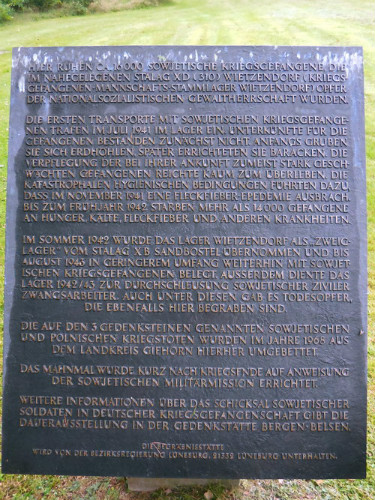 HIER RUHEN CA. 16 000 SOWJETISCHE KRIEGSGEFANGENE, DIE
IM NAHEGELEGENEN STALAG X D (310) WIETZENDORF (KRIEGS-
GEFANGENEN-MANNSCHAFTS-STAMMLAGER WIETZENDORF) OPFER
DER NATIONALSOZIALISTISCHEN GEWALTHERRSCHAFT WURDEN.
DIE ERSTEN TRANSPORTE MIT SOWJETISCHEN KRIEGSGEFANGE-
NEN TRAFEN IM JULI 1941 IM LAGER EIN. UNTERKÜNFTE FÜR DIE
GEFANGENEN BESTANDEN ZUNÄCHST NICHT. ANFANGS GRUBEN
SIE SICH ERDHÖHLEN, SPÄTER ERRICHTETEN SIE BARACKEN. DIE
VERPFLEGUNG DER BEI IHRER ANKUNFT ZUMEIST STARK GESCH-
WÄCHTEN GEFANGENEN REICHTE KAUM ZUM ÜBERLEBEN. DIE
KATASTROPHALEN HYGIENISCHEN BEDINGUNGEN FÜHRTEN DAZU,
DASS IM NOVEMBER 1941 EINE FLECKFIEBER-EPIDEMIE AUSBRACH.
BIS ZUM FRÜHJAHR 1942 STARBEN MEHR ALS 14 000 GEFANGENE
AN HUNGER, KÄLTE, FLECKFIEBER UND ANDEREN KRANKHEITEN.
IM SOMMER 1942 WURDE DAS LAGER WIETZENDORF ALS „ZWEIG-
LAGER" VOM STALAG X B SANDBOSTEL ÜBERNOMMEN UND BIS
AUGUST 1943 IN GERINGEREM UMFANG WEITERHIN MIT SOWJET-
ISCHEN KRIEGSGEFANGENEN BELEGT. AUSSERDEM DIENTE DAS
LAGER 1942/43 ZUR DURCHSCHLEUSUNG SOWJETISCHER ZIVILER
ZWANGSARBEITER. AUCH UNTER DIESEN GAB ES TODESOPFER,
DIE EBENFALLS HIER BEGRABEN SIND.
DIE AUF DEN 3 GEDENKSTEINEN GENANNTEN SOWJETISCHEN
UND POLNISCHEN KRIEGSTOTEN WURDEN IM JAHRE 1968 AUS
DEM LANDKREIS GIFHORN HIERHER UMGEBETTET.
DAS MAHNMAL WURDE KURZ NACH KRIEGSENDE AUF ANWEISUNG
DER SOWJETISCHEN MILITÄRMISSION ERRICHTET.
WEITERE INFORMATIONEN ÜBER DAS SCHICKSAL SOWJETISCHER
SOLDATEN IN DEUTSCHER KRIEGSGEFANGENSCHAFT GIBT DIE
DAUERAUSSTELLUNG IN DER GEDENKSTÄTTE BERGEN-BELSEN.
DIE BEGRÄBNISSTÄTTE
WIRD VON DER BEZIRKSREGIERUNG LÜNEBURG, 21332 LÜNEBURG UNTERHALTEN.